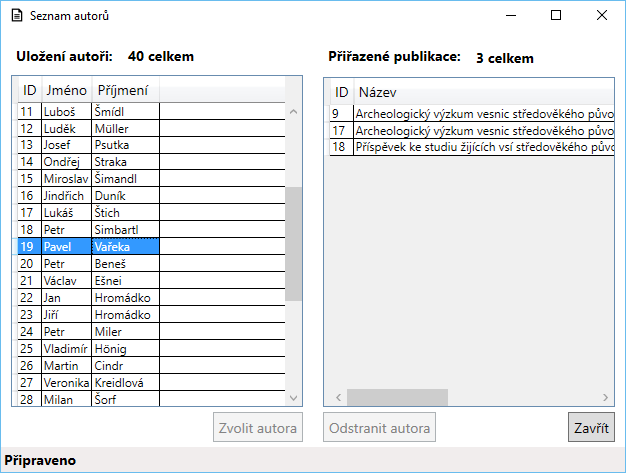 Seznam autorů
Uložení autoři: 40 celkem
ID Jméno Příjmení
11 Luboš Šmídl
12 Luděk Müller
13 Josef Psutka
14 Ondřej Straka
15 Miroslav Šimandl
16 Jindřich Duník
17 Lukáš Štich
18 Petr Simbartl
19 Pavel Vařeka
20 Petr Beneš
21 Václav Ešnei
22 Jan Hromádko
23 Jiří Hromádko
24 Petr Miler
25 Vladimír Hönig
26 Martin Cindr
27 Veronika Kreidlová
28 Milan Šorf
Zvolit autora
Přiřazené publikace: 3 celkem
ID Název
9 Archeologický výzkum vesnic středověkého půvo
17 Archeologický výzkum vesnic středověkého půvo
18 Příspěvek ke studiu žijících vsí středověkého půvo
Odstranit autora
Zavřít
Připraveno